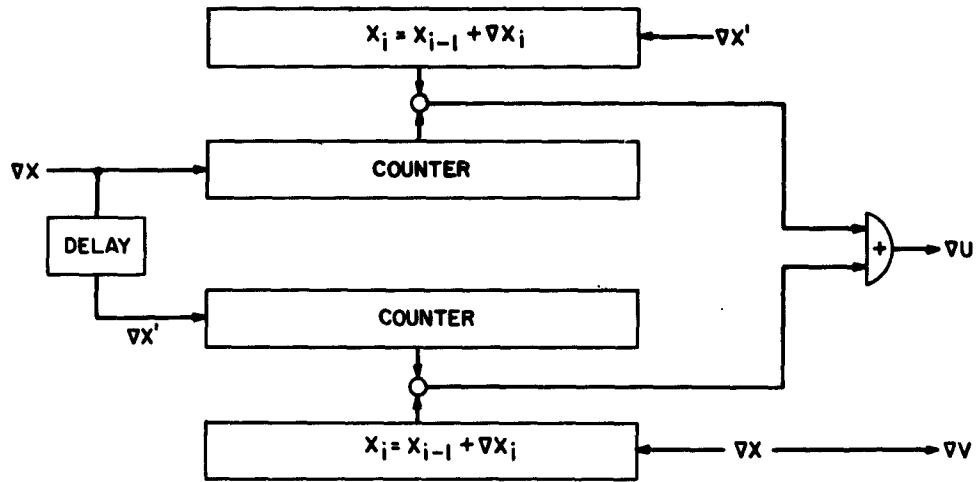 Xᵢ = Xᵢ₋₁ + ∇Xᵢ
∇X'
∇X
COUNTER
DELAY
+
∇U
∇X'
COUNTER
Xᵢ = Xᵢ₋₁ + ∇Xᵢ
∇X
∇V